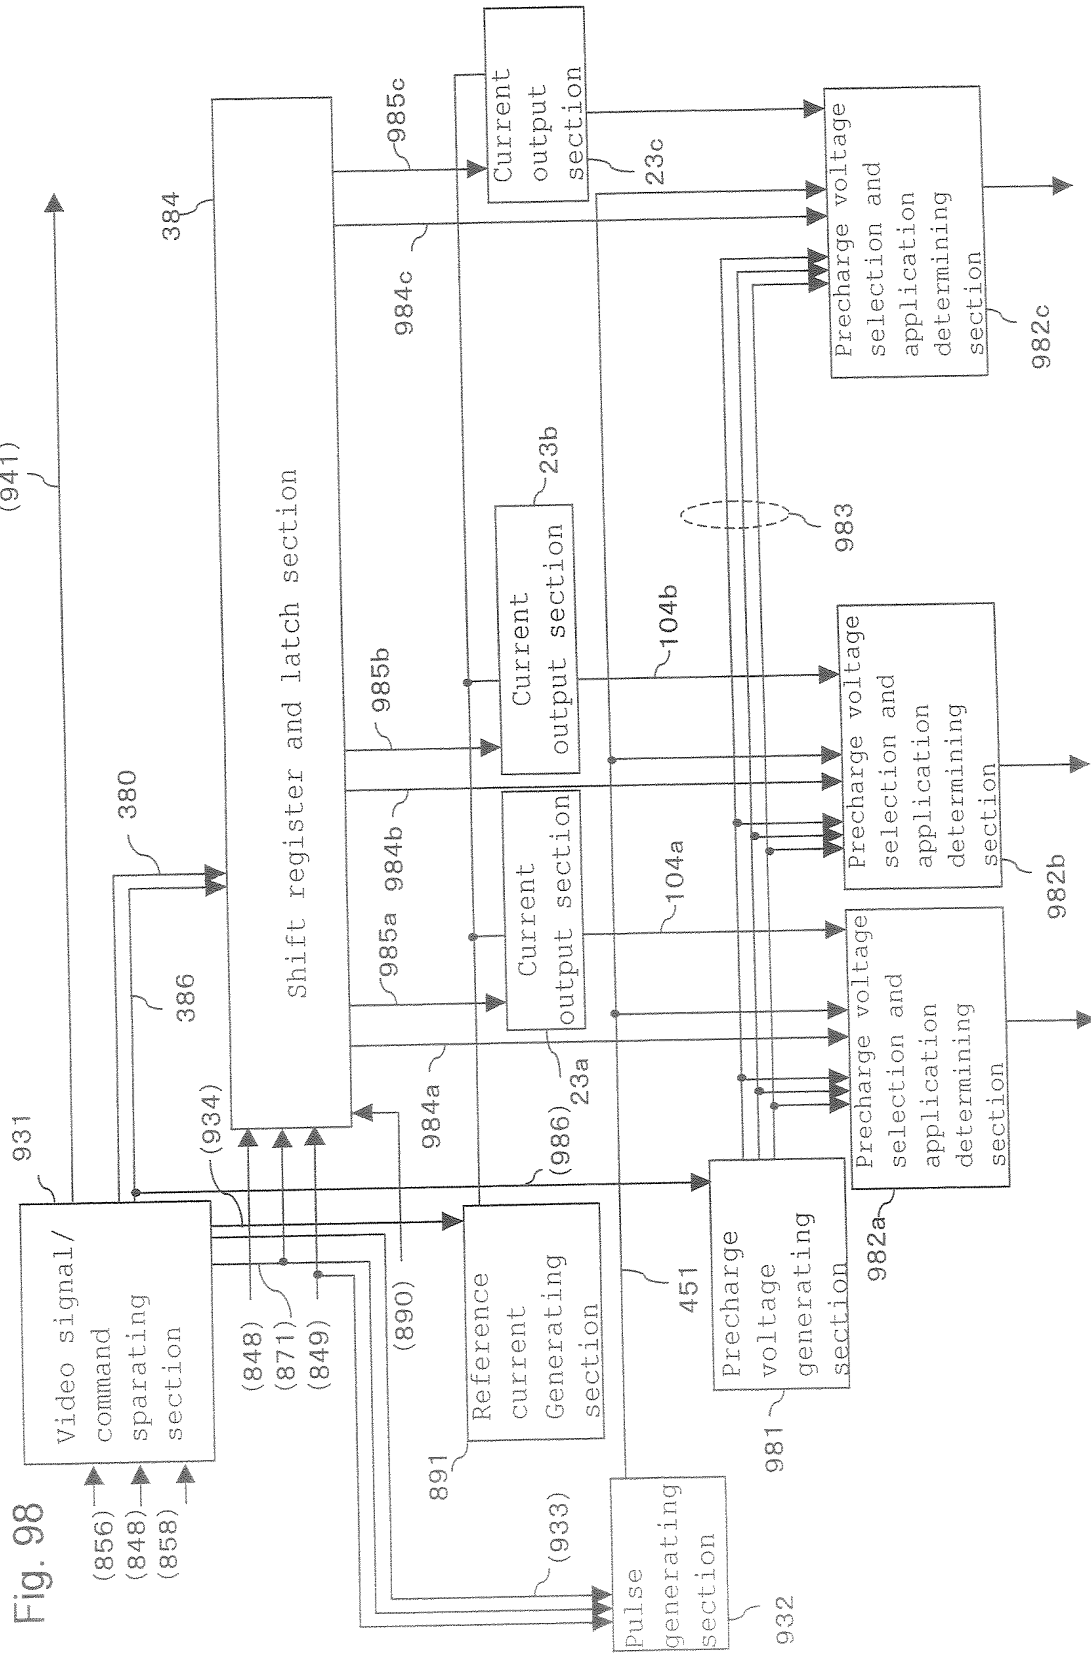 Fig. 98
(941)
931
Video signal/
command
sparating
section
(856)
(848)
(858)
380
386
384
Shift register and latch section
(934)
(848)
(871)
(849)
(890)
984a
985a
984b
985b
984c
985c
891
Reference
current
Generating
section
Current
output section
23a
Current
output section
23b
Current
output
section
23c
(933)
Pulse
generating
section
932
451
(986)
104a
104b
983
981
Precharge
voltage
generating
section
982a
Precharge voltage
selection and
application
determining
section
982b
Precharge voltage
selection and
application
determining
section
982c
Precharge voltage
selection and
application
determining
section